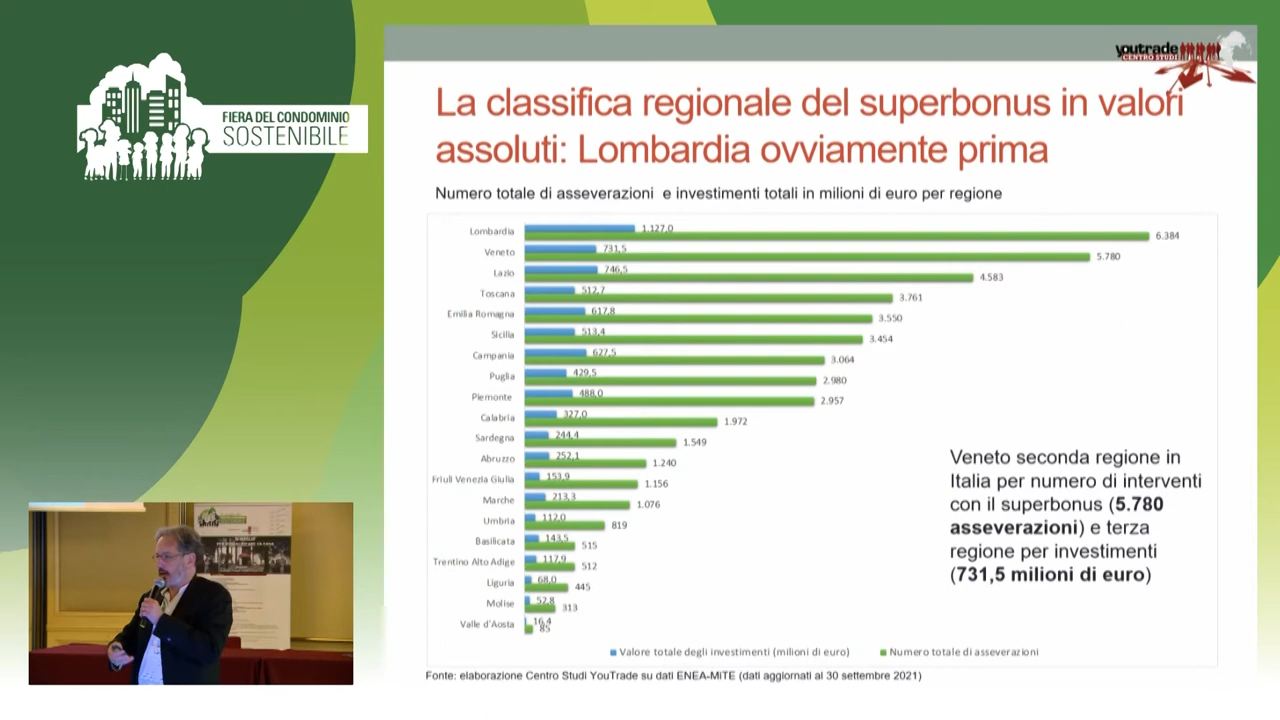 FIERA DEL CONDOMINIO
SOSTENIBILE
youtrade
CENTRO STUDI
La classifica regionale del superbonus in valori
assoluti: Lombardia ovviamente prima
Numero totale di asseverazioni e investimenti totali in milioni di euro per regione
Lombardia 1.127,0 6.384
Veneto 731,5 5.780
Lazio 746,5 4.583
Toscana 512,7 3.761
Emilia Romagna 617,8 3.550
Sicilia 513,4 3.454
Campania 627,5 3.064
Puglia 429,5 2.980
Piemonte 488,0 2.957
Calabria 327,0 1.972
Sardegna 244,4 1.549
Abruzzo 252,1 1.240
Friuli Venezia Giulia 153,9 1.156
Marche 213,3 1.076
Umbria 112,0 819
Basilicata 143,5 515
Trentino Alto Adige 117,9 512
Liguria 68,0 445
Molise 52,8 313
Valle d'Aosta 16,4 85
Veneto seconda regione in
Italia per numero di interventi
con il superbonus (5.780
asseverazioni) e terza
regione per investimenti
(731,5 milioni di euro)
Valore totale degli investimenti (milioni di euro) Numero totale di asseverazioni
Fonte: elaborazione Centro Studi YouTrade su dati ENEA-MiTE (dati aggiornati al 30 settembre 2021)